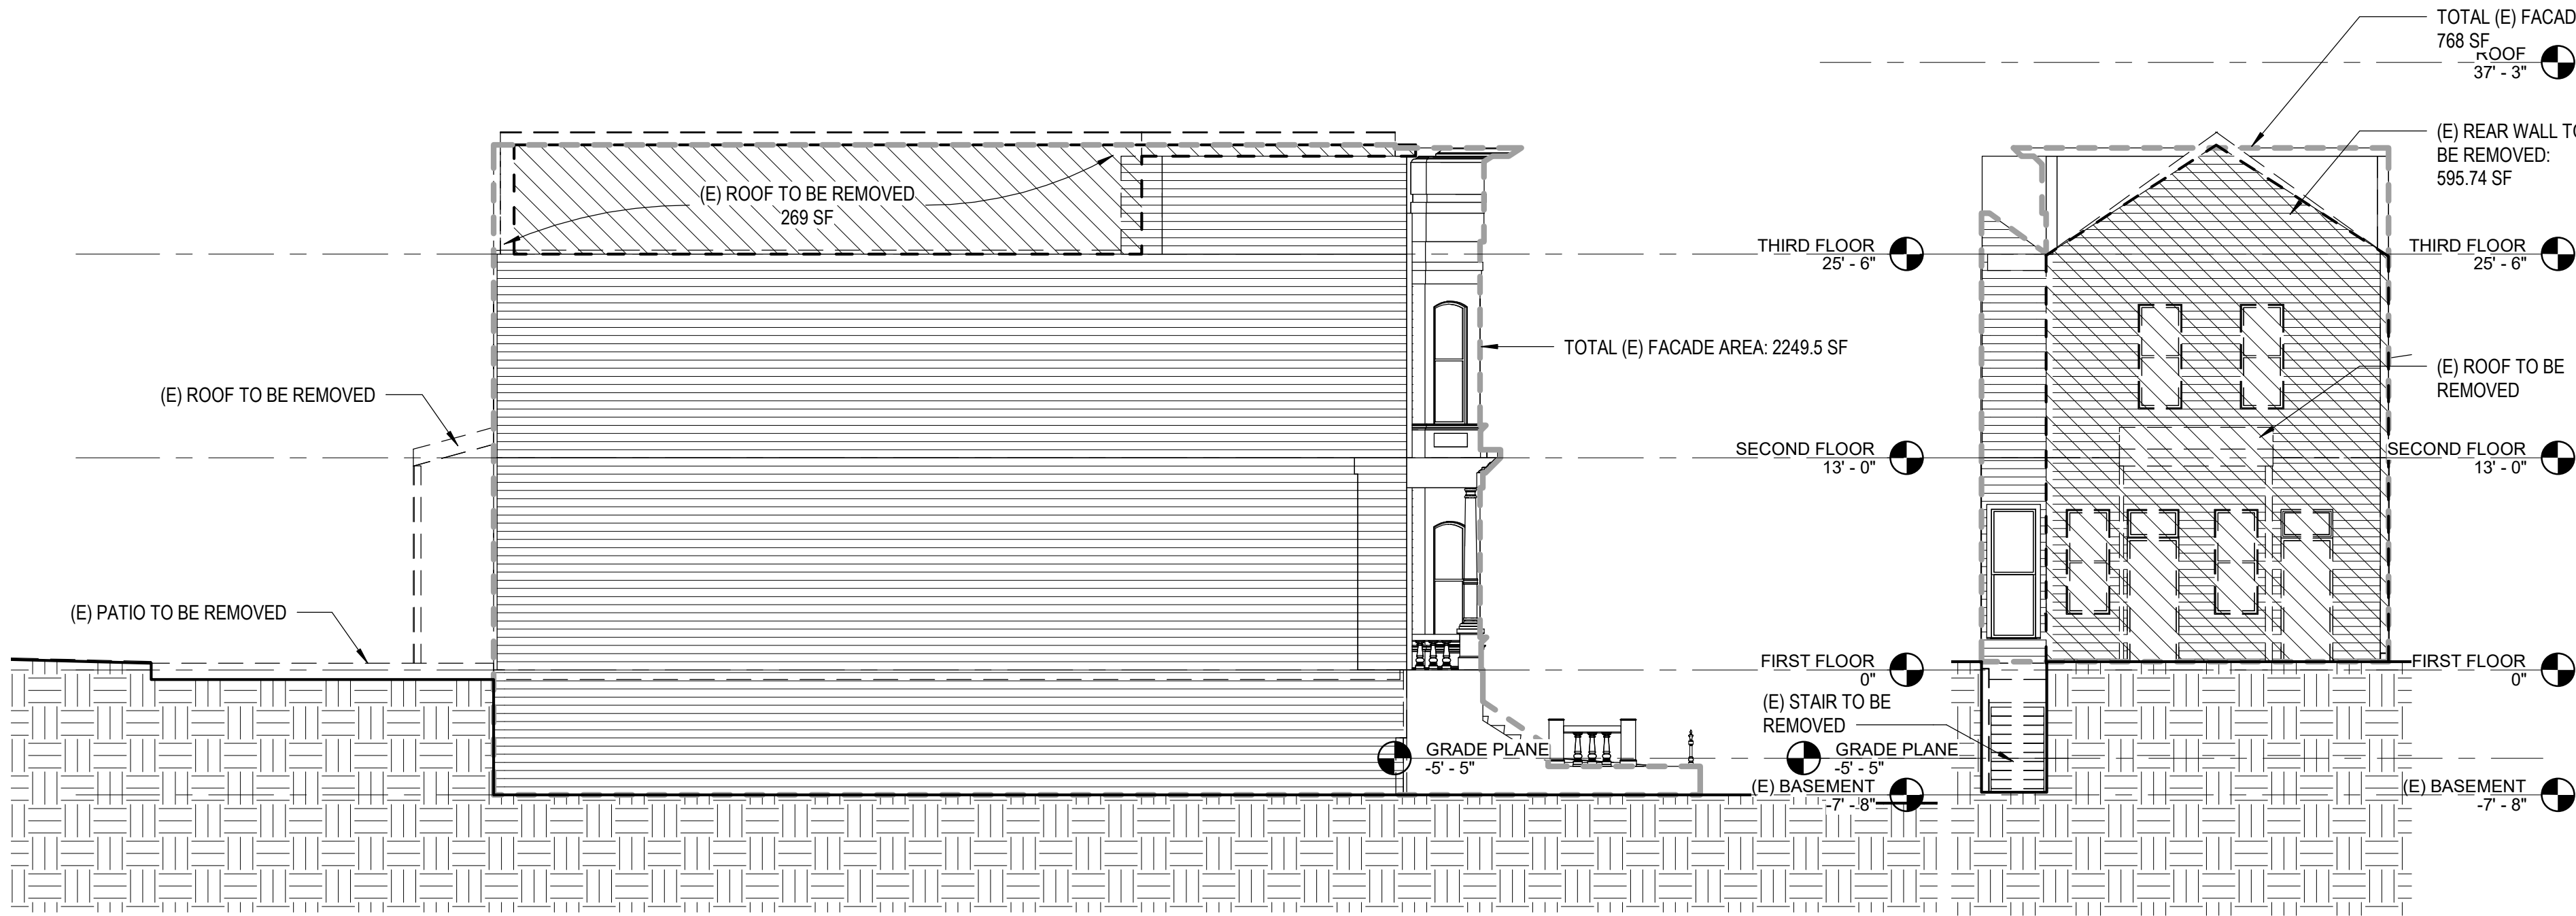 TOTAL (E) FACAD
768 SF
ROOF
37' - 3"
(E) REAR WALL TO
BE REMOVED:
595.74 SF
(E) ROOF TO BE REMOVED
269 SF
THIRD FLOOR
25' - 6"
THIRD FLOOR
25' - 6"
TOTAL (E) FACADE AREA: 2249.5 SF
(E) ROOF TO BE
REMOVED
(E) ROOF TO BE REMOVED
SECOND FLOOR
13' - 0"
SECOND FLOOR
13' - 0"
(E) PATIO TO BE REMOVED
FIRST FLOOR
0"
FIRST FLOOR
0"
(E) STAIR TO BE
REMOVED
GRADE PLANE
-5' - 5"
GRADE PLANE
-5' - 5"
(E) BASEMENT
-7' - 8"
(E) BASEMENT
-7' - 8"